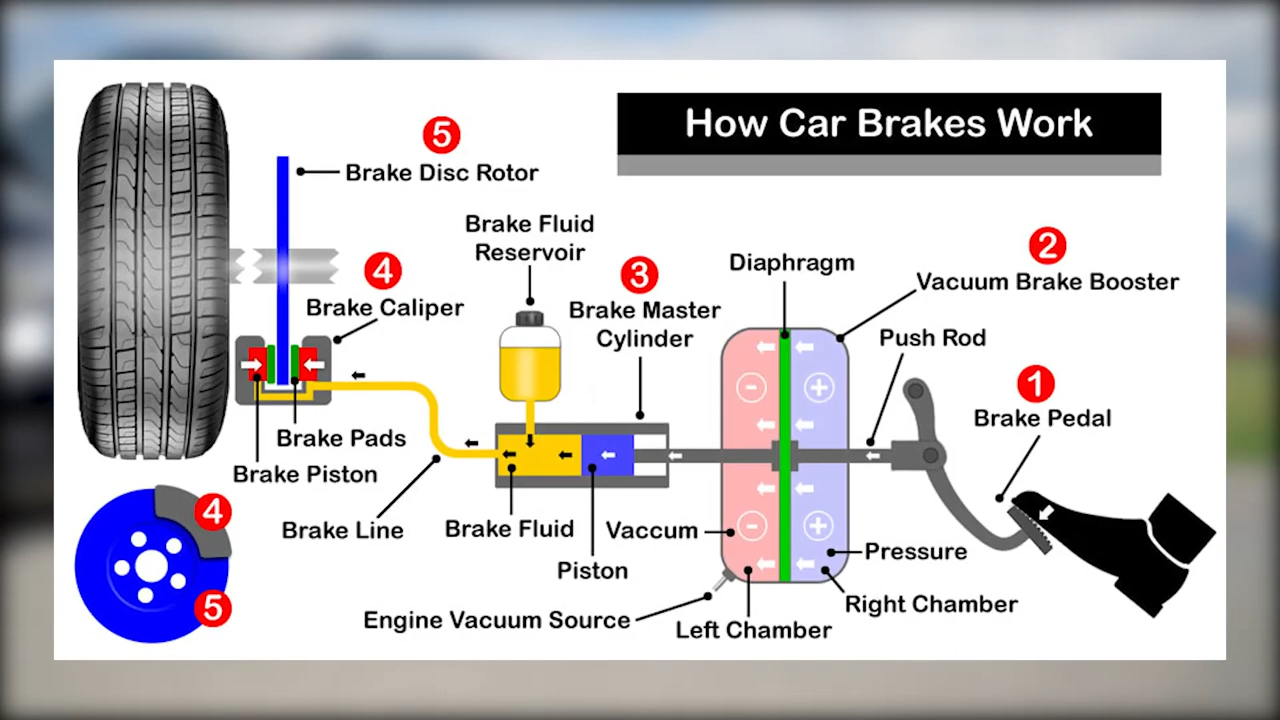 How Car Brakes Work
5
Brake Disc Rotor
Brake Fluid
Reservoir
4
Brake Caliper
3
Brake Master
Cylinder
Diaphragm
2
Vacuum Brake Booster
Push Rod
1
Brake Pedal
Brake Pads
Brake Piston
Brake Line
Brake Fluid
Piston
Vaccum
Pressure
Engine Vacuum Source
Left Chamber
Right Chamber
- +
- +
4
5